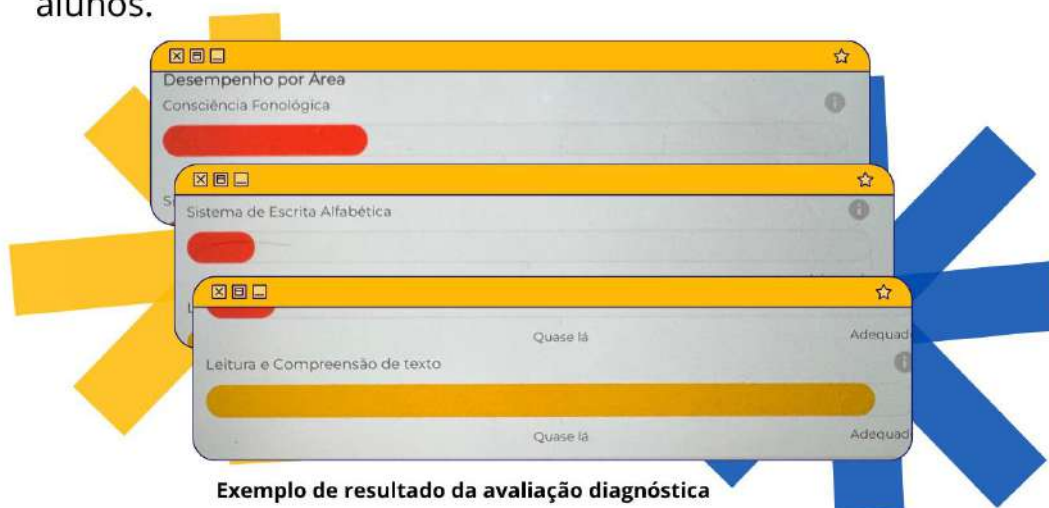 alunos.
Desempenho por Área
Consciência Fonológica
Sistema de Escrita Alfabética
Quase lá
Adequad
Leitura e Compreensão de texto
Quase lá
Adequad
Exemplo de resultado da avaliação diagnóstica